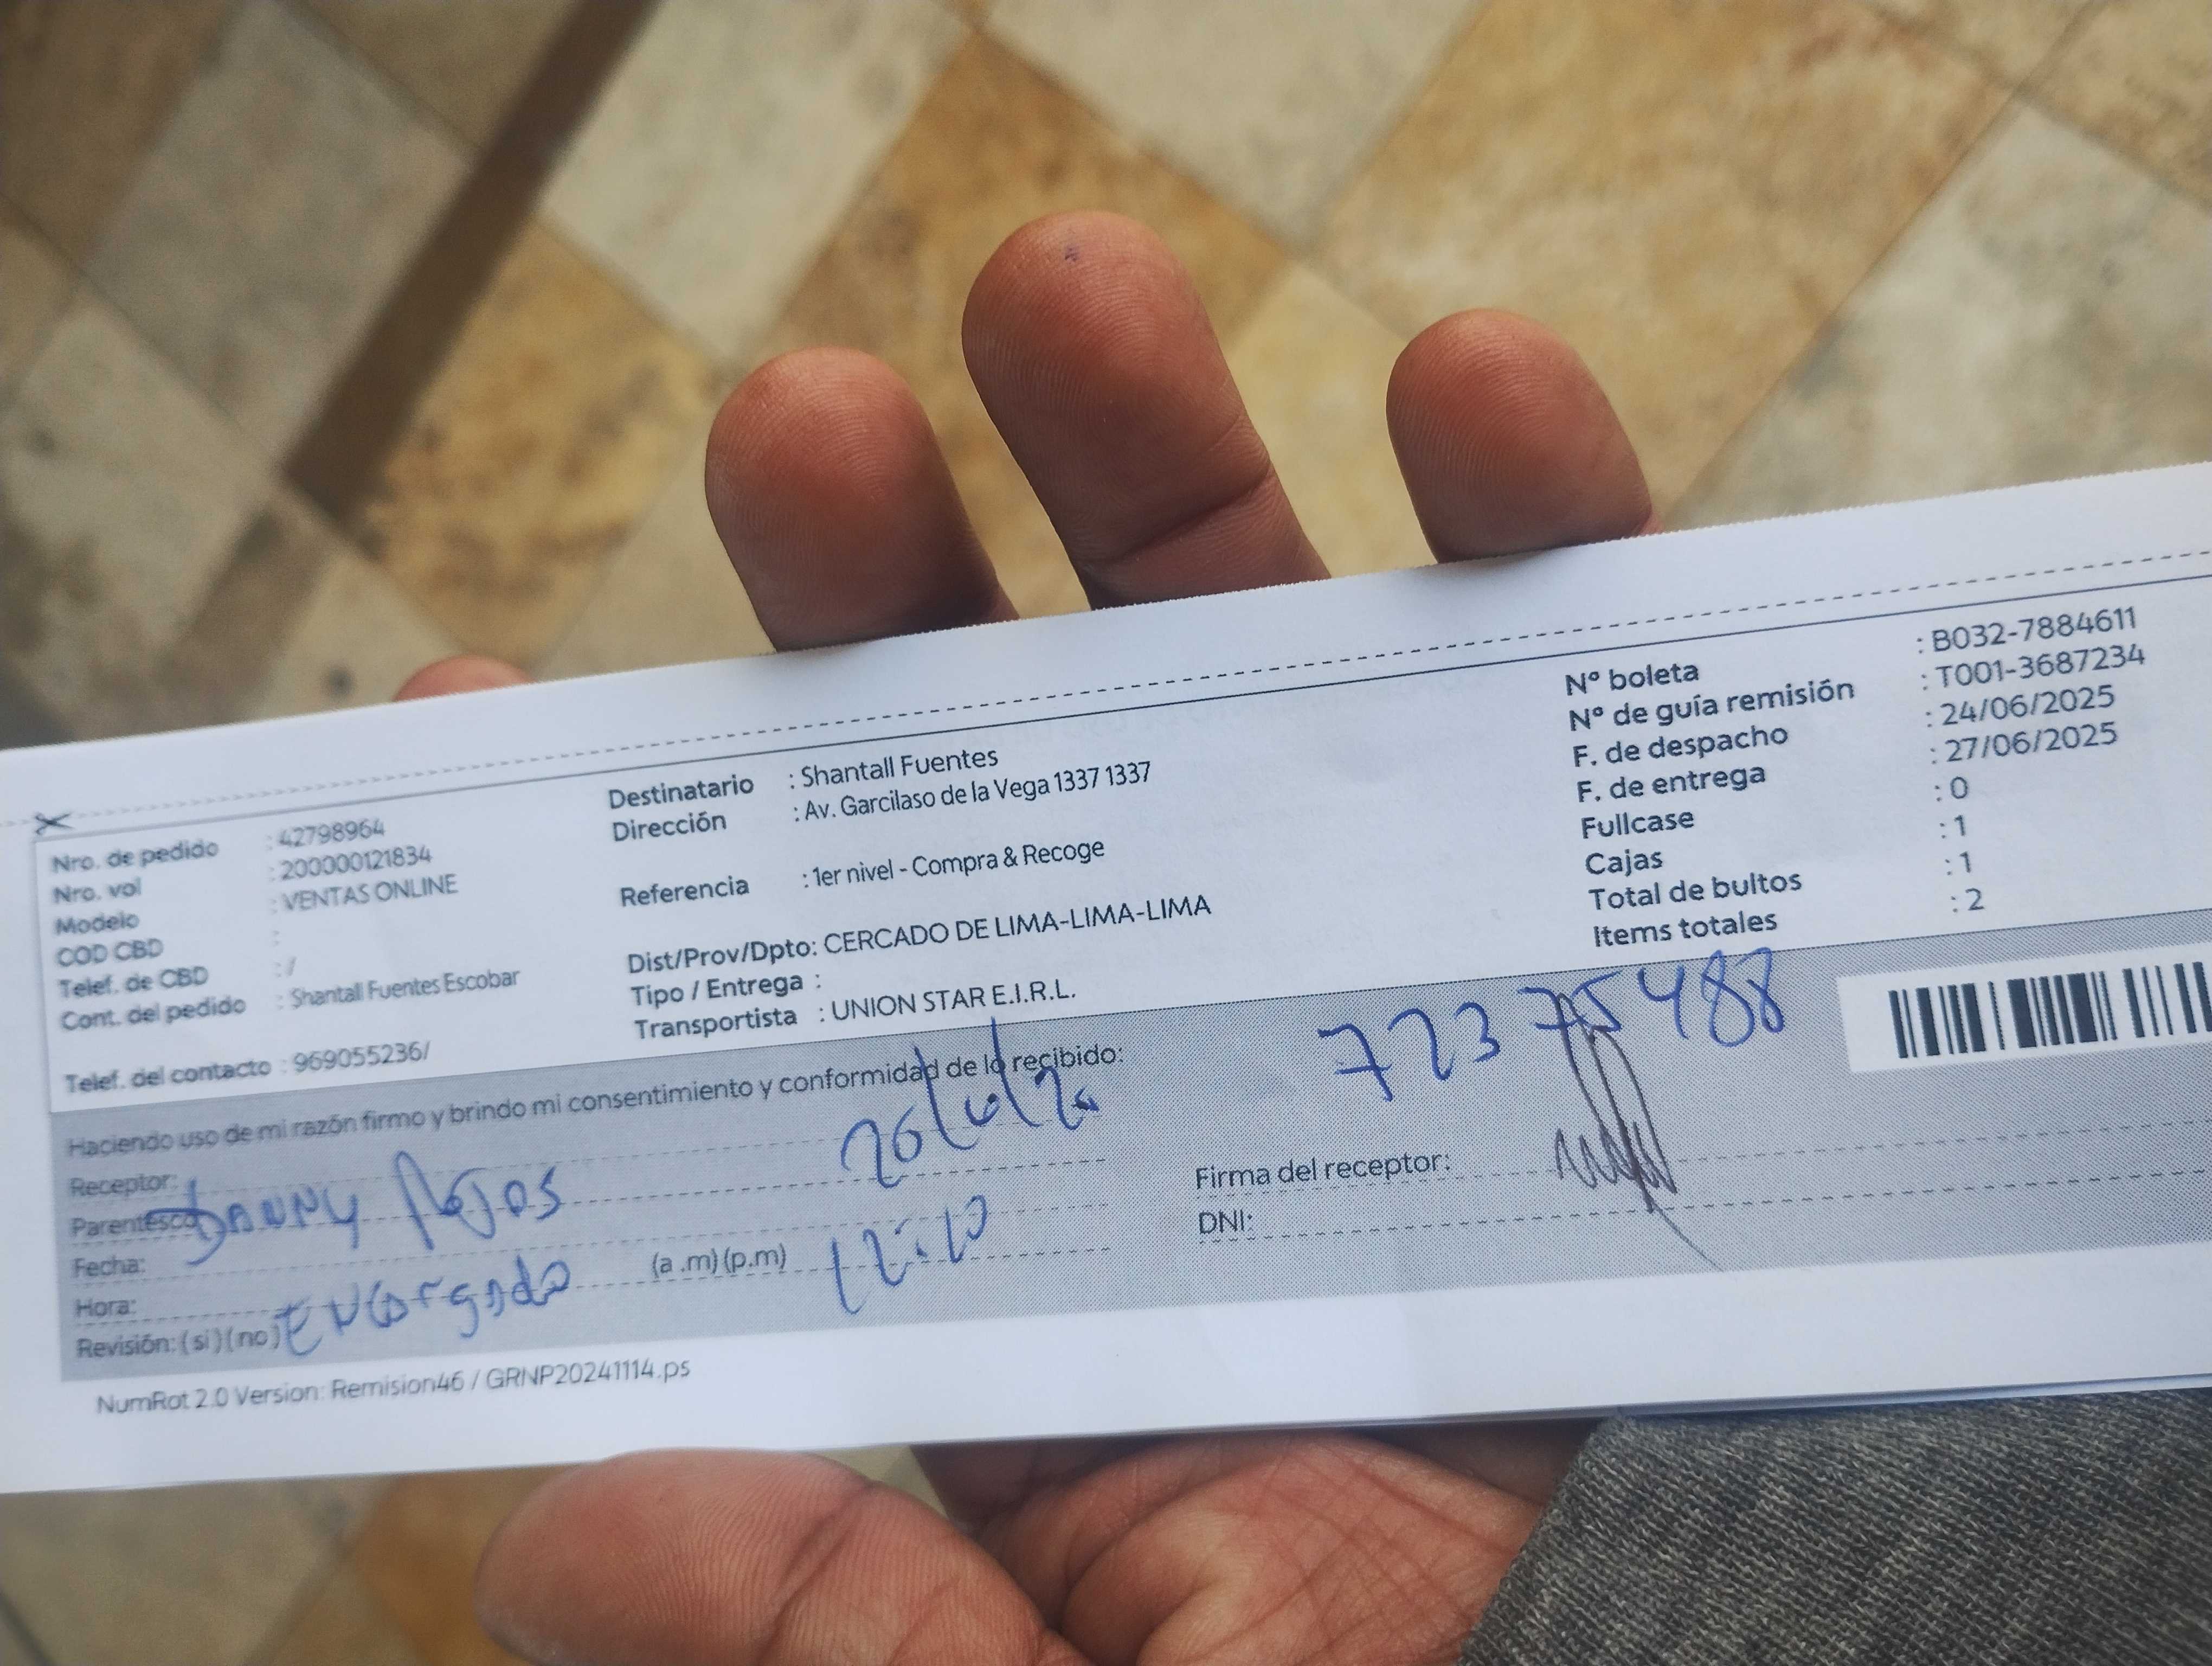 Nro. de pedido : 42798964
Nro. vol : 200000121834
Modelo : VENTAS ONLINE
COD CBD :
Telef. de CBD : /
Cont. del pedido : Shantall Fuentes Escobar
Telef. del contacto : 969055236/
Destinatario : Shantall Fuentes
Dirección : Av. Garcilaso de la Vega 1337 1337
Referencia : 1er nivel - Compra & Recoge
Dist/Prov/Dpto: CERCADO DE LIMA-LIMA-LIMA
Tipo / Entrega :
Transportista : UNION STAR E.I.R.L.
Nº boleta : B032-7884611
Nº de guía remisión : T001-3687234
F. de despacho : 24/06/2025
F. de entrega : 27/06/2025
Fullcase : 0
Cajas : 1
Total de bultos : 1
Items totales : 2
Haciendo uso de mi razón firmo y brindo mi consentimiento y conformidad de lo recibido:
Receptor:
Parentesco
Danny Rojos
Fecha:
Hora: (a .m) (p.m) 12:10
Revisión: ( si ) ( no ) Encargado
72375488
Firma del receptor:
DNI:
NumRot 2.0 Version: Remision46 / GRNP20241114.ps